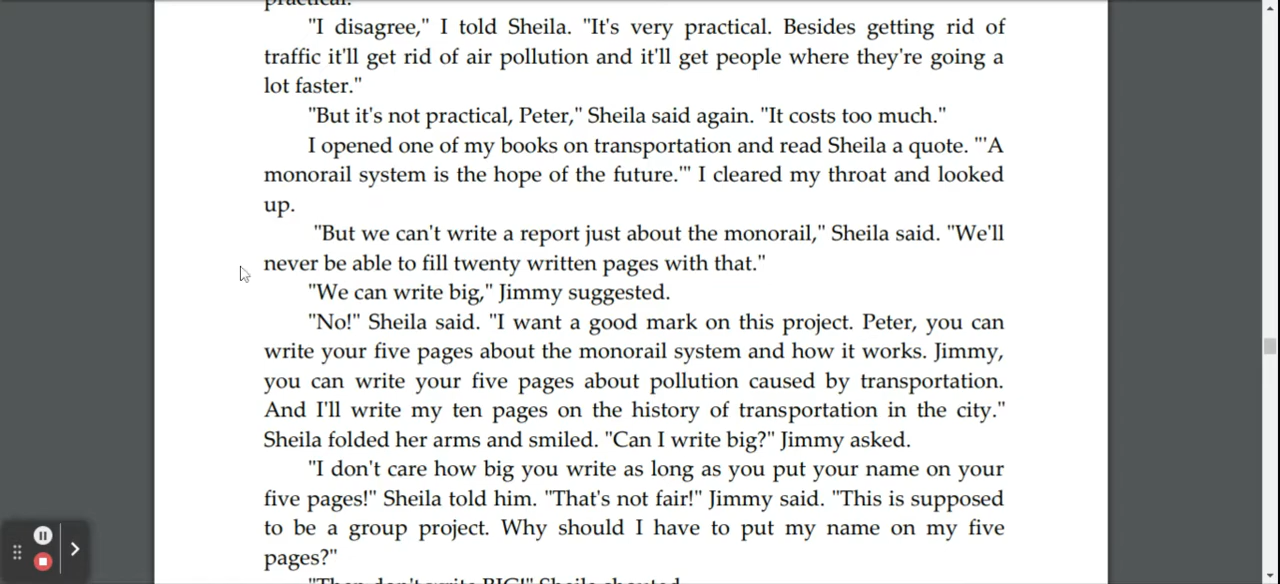 practical.
"I disagree," I told Sheila. "It's very practical. Besides getting rid of
traffic it'll get rid of air pollution and it'll get people where they're going a
lot faster."
"But it's not practical, Peter," Sheila said again. "It costs too much."
I opened one of my books on transportation and read Sheila a quote. "'A
monorail system is the hope of the future.'" I cleared my throat and looked
up.
"But we can't write a report just about the monorail," Sheila said. "We'll
never be able to fill twenty written pages with that."
"We can write big," Jimmy suggested.
"No!" Sheila said. "I want a good mark on this project. Peter, you can
write your five pages about the monorail system and how it works. Jimmy,
you can write your five pages about pollution caused by transportation.
And I'll write my ten pages on the history of transportation in the city."
Sheila folded her arms and smiled. "Can I write big?" Jimmy asked.
"I don't care how big you write as long as you put your name on your
five pages!" Sheila told him. "That's not fair!" Jimmy said. "This is supposed
to be a group project. Why should I have to put my name on my five
pages?"
"Then don't write BIG!" Sheila shouted.